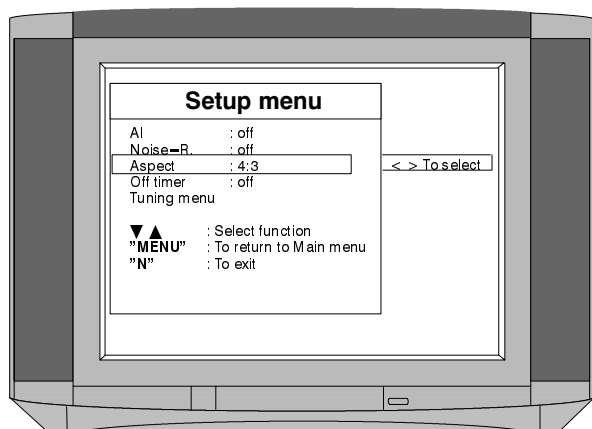 Setup menu
AI : off
Noise–R. : off
Aspect : 4:3
< > To select
Off timer : off
Tuning menu
▼ ▲ : Select function
”MENU” : To return to Main menu
”N” : To exit